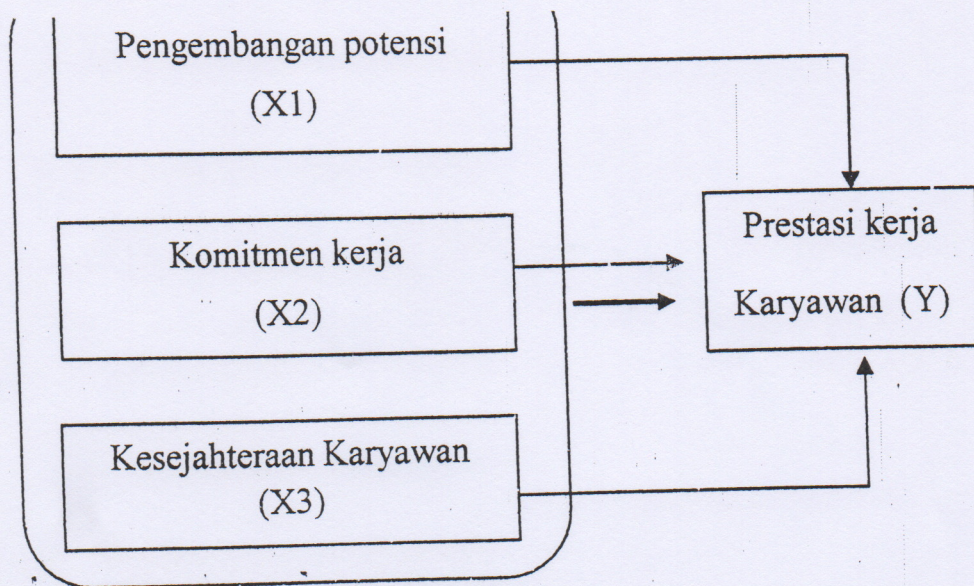 Pengembangan potensi
(X1)
Komitmen kerja
(X2)
Kesejahteraan Karyawan
(X3)
Prestasi kerja
Karyawan (Y)